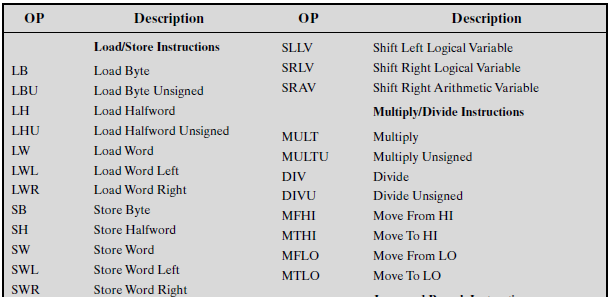 OP Description OP Description
Load/Store Instructions
LB Load Byte
LBU Load Byte Unsigned
LH Load Halfword
LHU Load Halfword Unsigned
LW Load Word
LWL Load Word Left
LWR Load Word Right
SB Store Byte
SH Store Halfword
SW Store Word
SWL Store Word Left
SWR Store Word Right
SLLV Shift Left Logical Variable
SRLV Shift Right Logical Variable
SRAV Shift Right Arithmetic Variable
Multiply/Divide Instructions
MULT Multiply
MULTU Multiply Unsigned
DIV Divide
DIVU Divide Unsigned
MFHI Move From HI
MTHI Move To HI
MFLO Move From LO
MTLO Move To LO